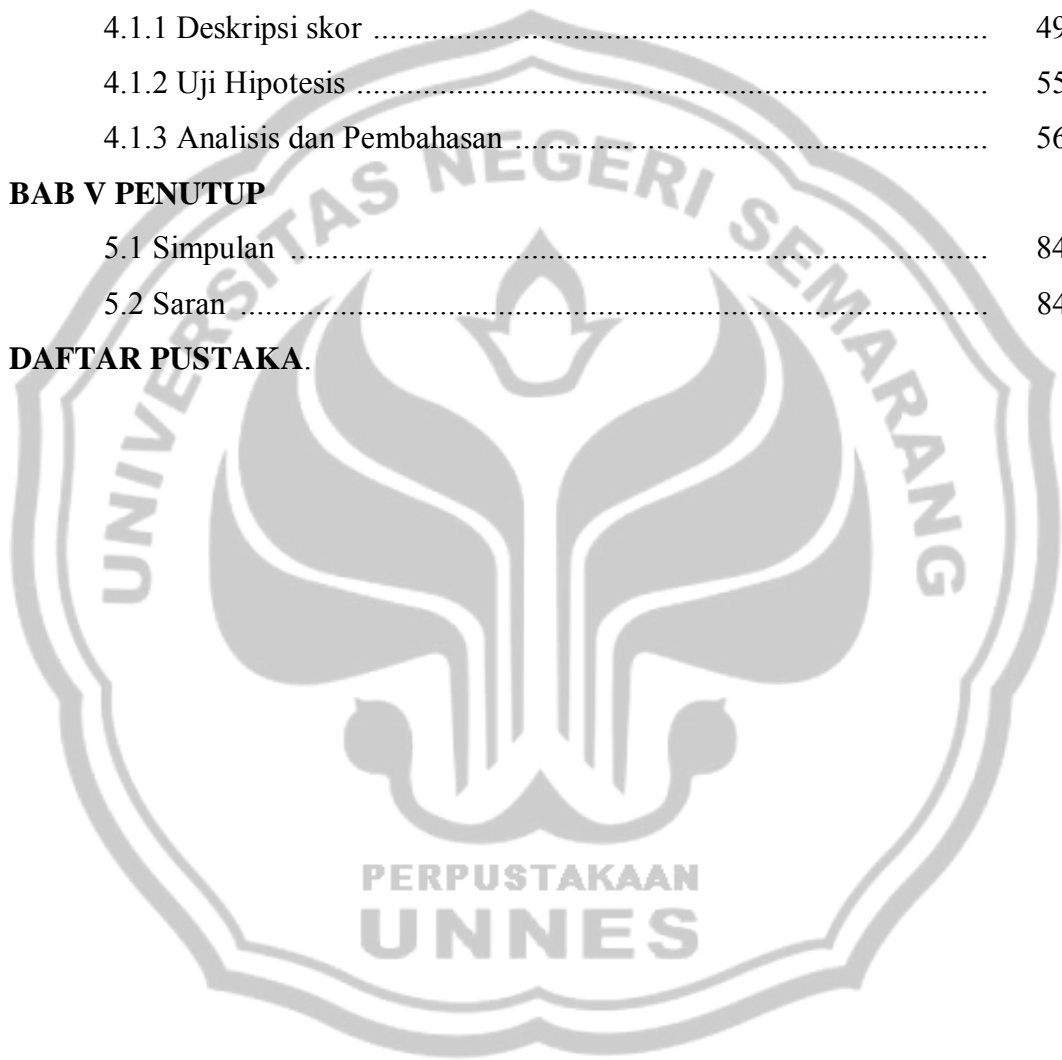 4.1.1 Deskripsi skor ........................................................................................ 49
4.1.2 Uji Hipotesis .......................................................................................... 55
4.1.3 Analisis dan Pembahasan .................................................................... 56
BAB V PENUTUP
5.1 Simpulan .................................................................................................... 84
5.2 Saran ........................................................................................................... 84
DAFTAR PUSTAKA.
UNIVERSITAS NEGERI SEMARANG
PERPUSTAKAAN
UNNES